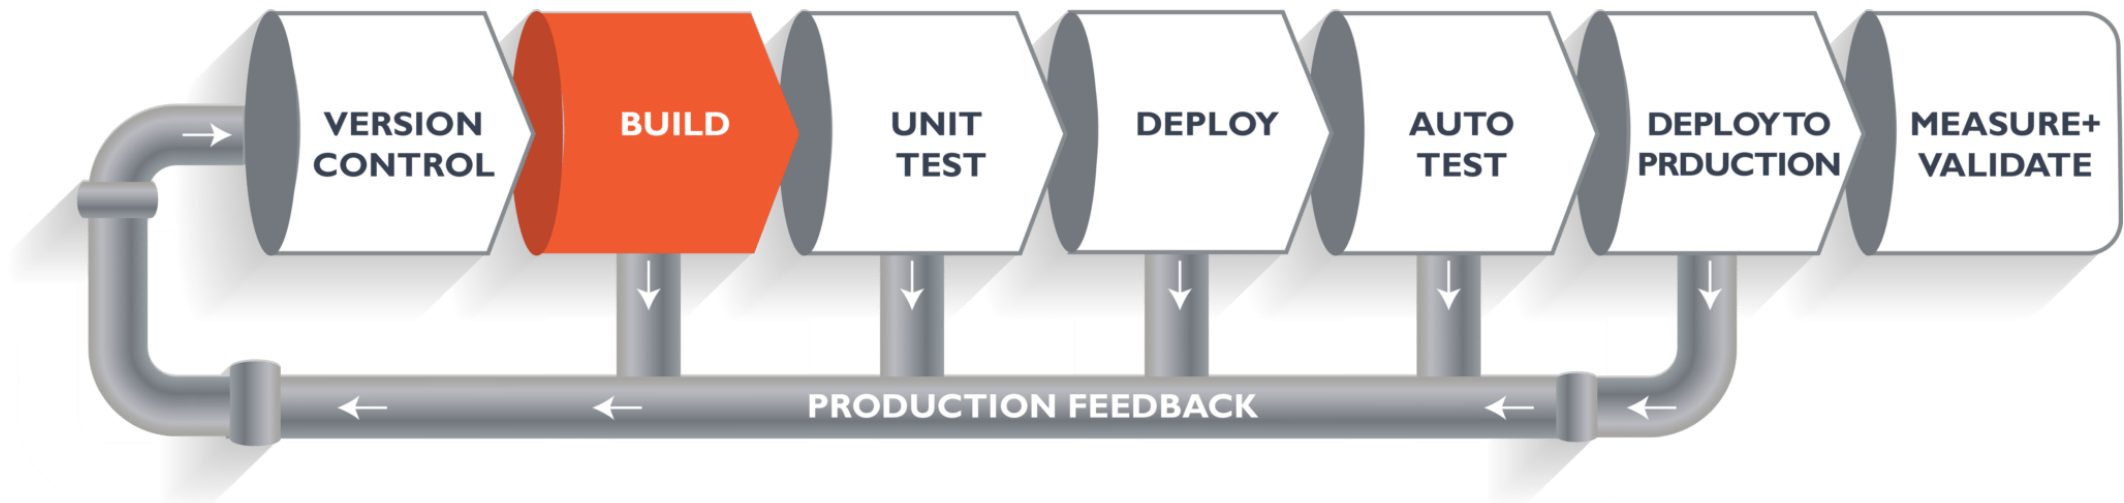 VERSION
CONTROL
BUILD
UNIT
TEST
DEPLOY
AUTO
TEST
DEPLOY TO
PRDUCTION
MEASURE+
VALIDATE
PRODUCTION FEEDBACK